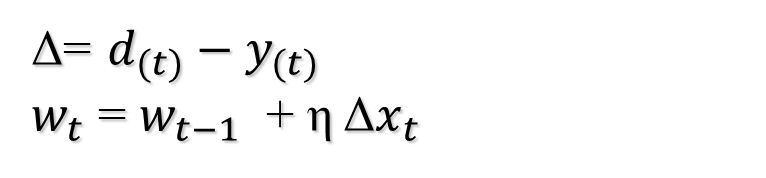 Δ= d₍ₜ₎ − y₍ₜ₎
wₜ = wₜ₋₁ + η Δxₜ